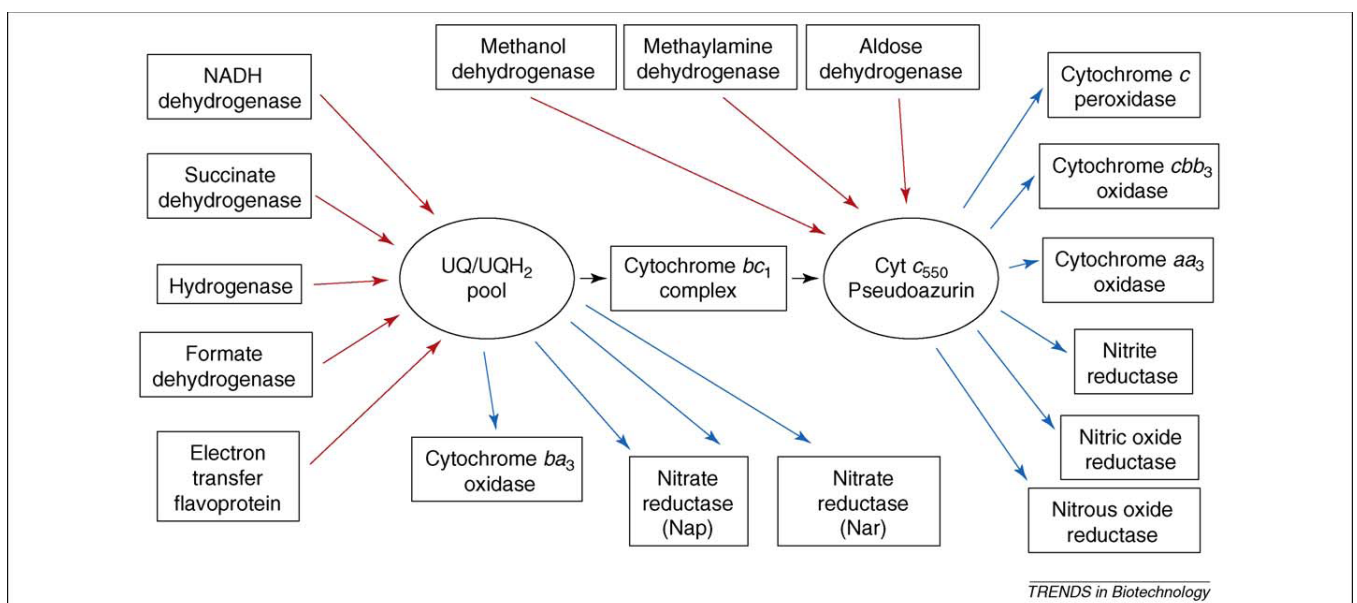 NADH
dehydrogenase
Succinate
dehydrogenase
Hydrogenase
Formate
dehydrogenase
Electron
transfer
flavoprotein
Methanol
dehydrogenase
Methaylamine
dehydrogenase
Aldose
dehydrogenase
UQ/UQH₂
pool
Cytochrome bc₁
complex
Cyt c₅₅₀
Pseudoazurin
Cytochrome ba₃
oxidase
Nitrate
reductase
(Nap)
Nitrate
reductase
(Nar)
Cytochrome c
peroxidase
Cytochrome cbb₃
oxidase
Cytochrome aa₃
oxidase
Nitrite
reductase
Nitric oxide
reductase
Nitrous oxide
reductase
TRENDS in Biotechnology